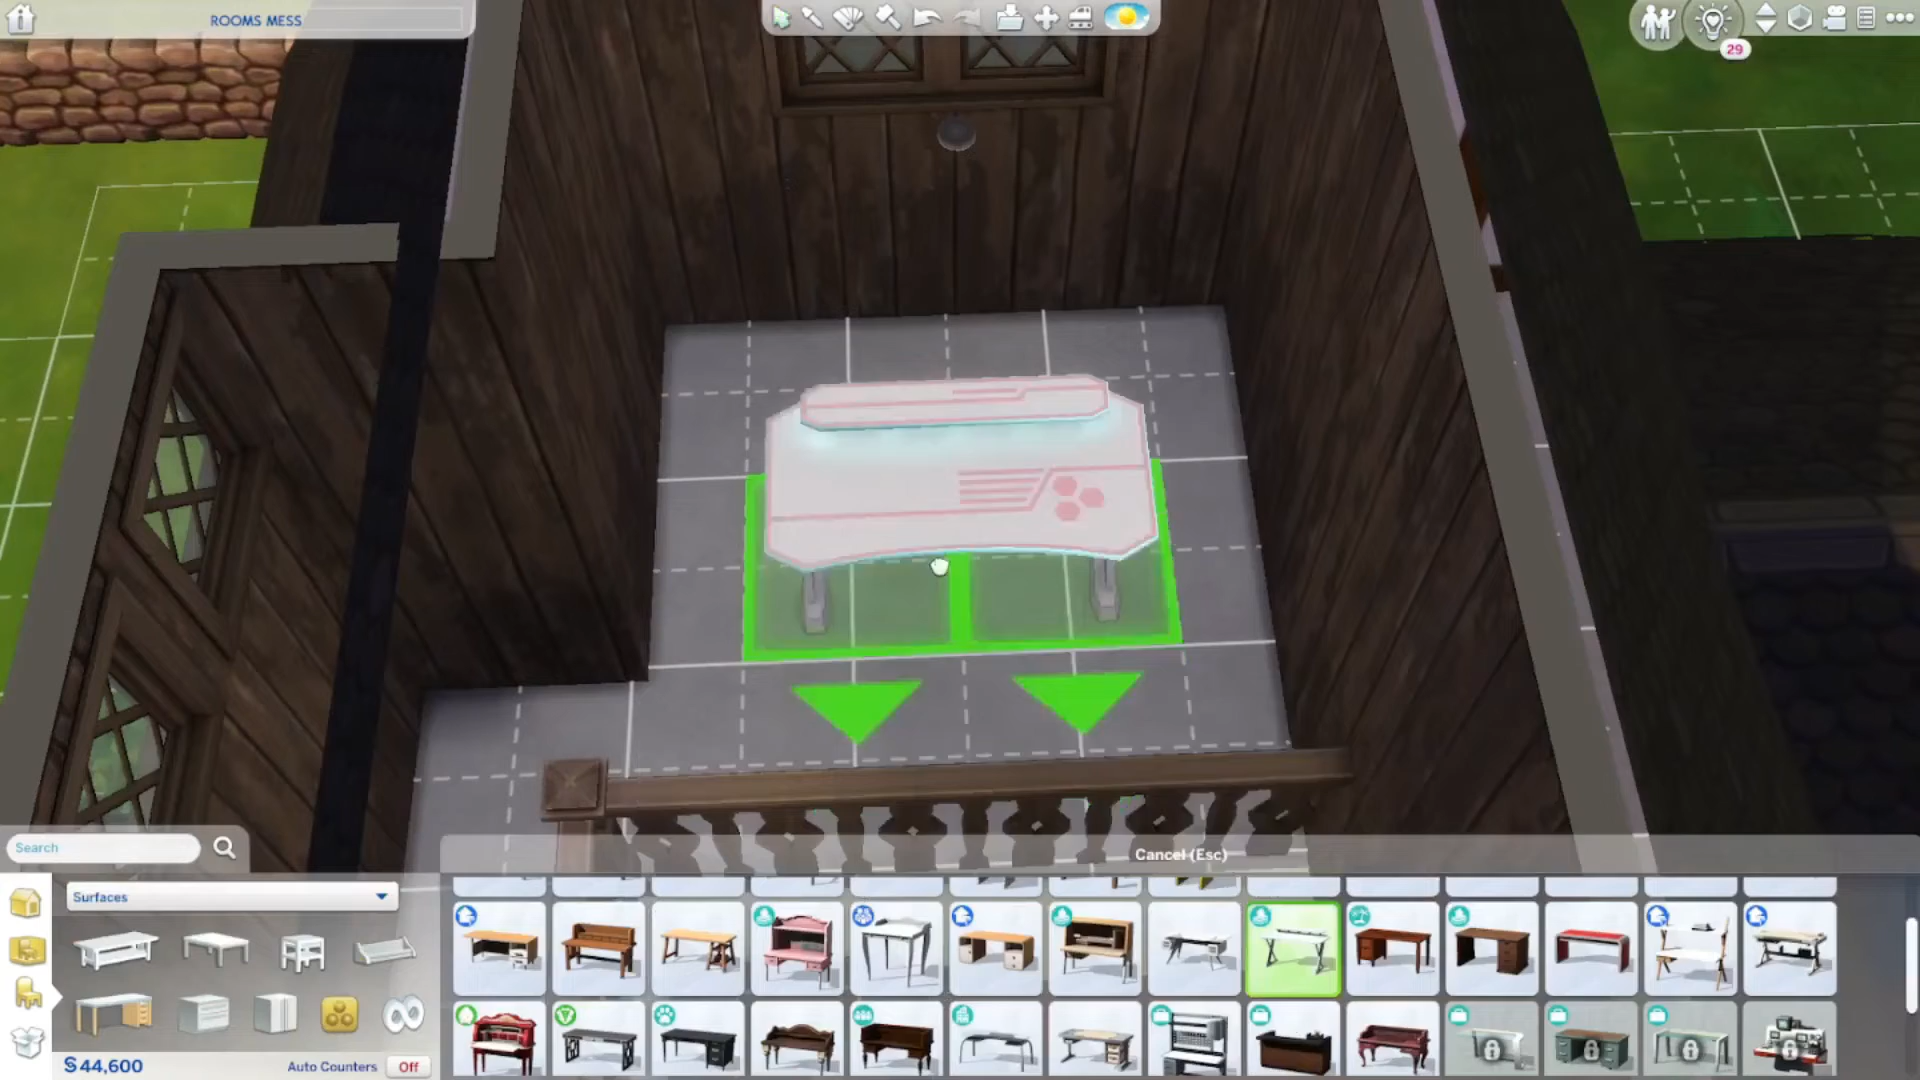 ROOMS MESS
29
Cancel (Esc)
Search
Surfaces
§44,600
Auto Counters
Off